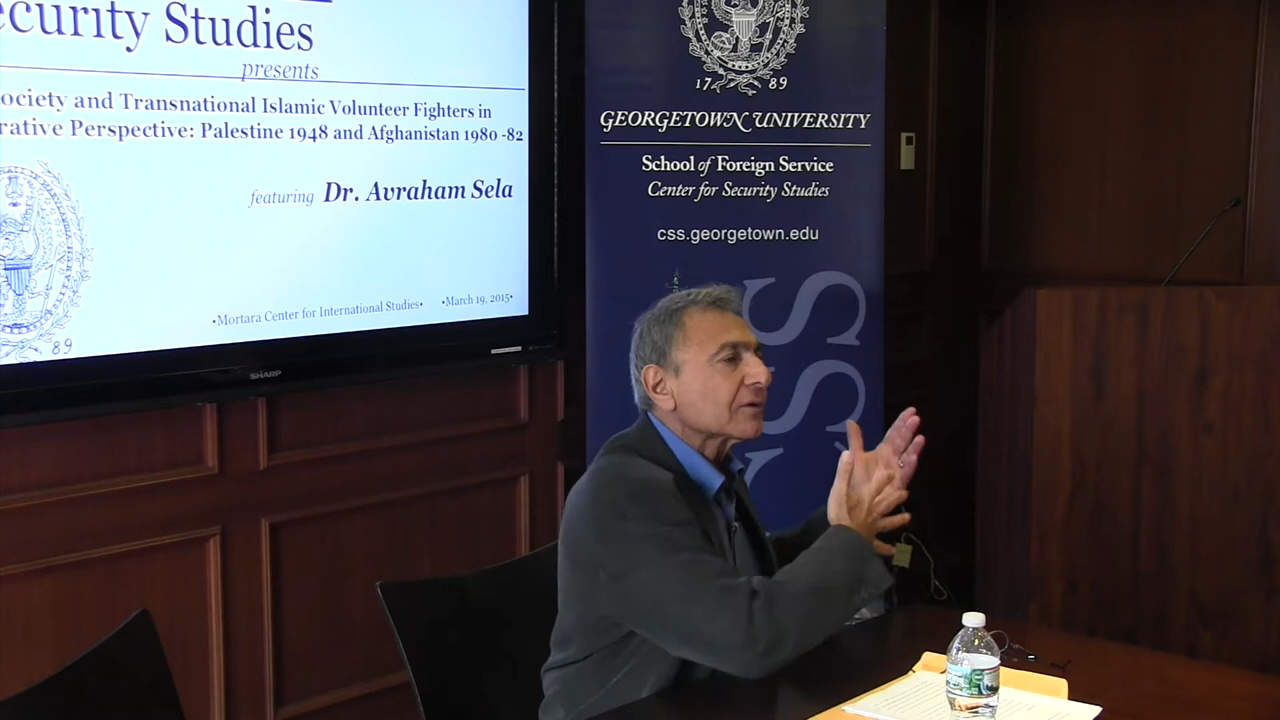 ecurity Studies
presents
ociety and Transnational Islamic Volunteer Fighters in
rative Perspective: Palestine 1948 and Afghanistan 1980 -82
featuring Dr. Avraham Sela
•Mortara Center for International Studies• •March 19, 2015•
89
SHARP
17 89
GEORGETOWN UNIVERSITY
School of Foreign Service
Center for Security Studies
css.georgetown.edu
CSS